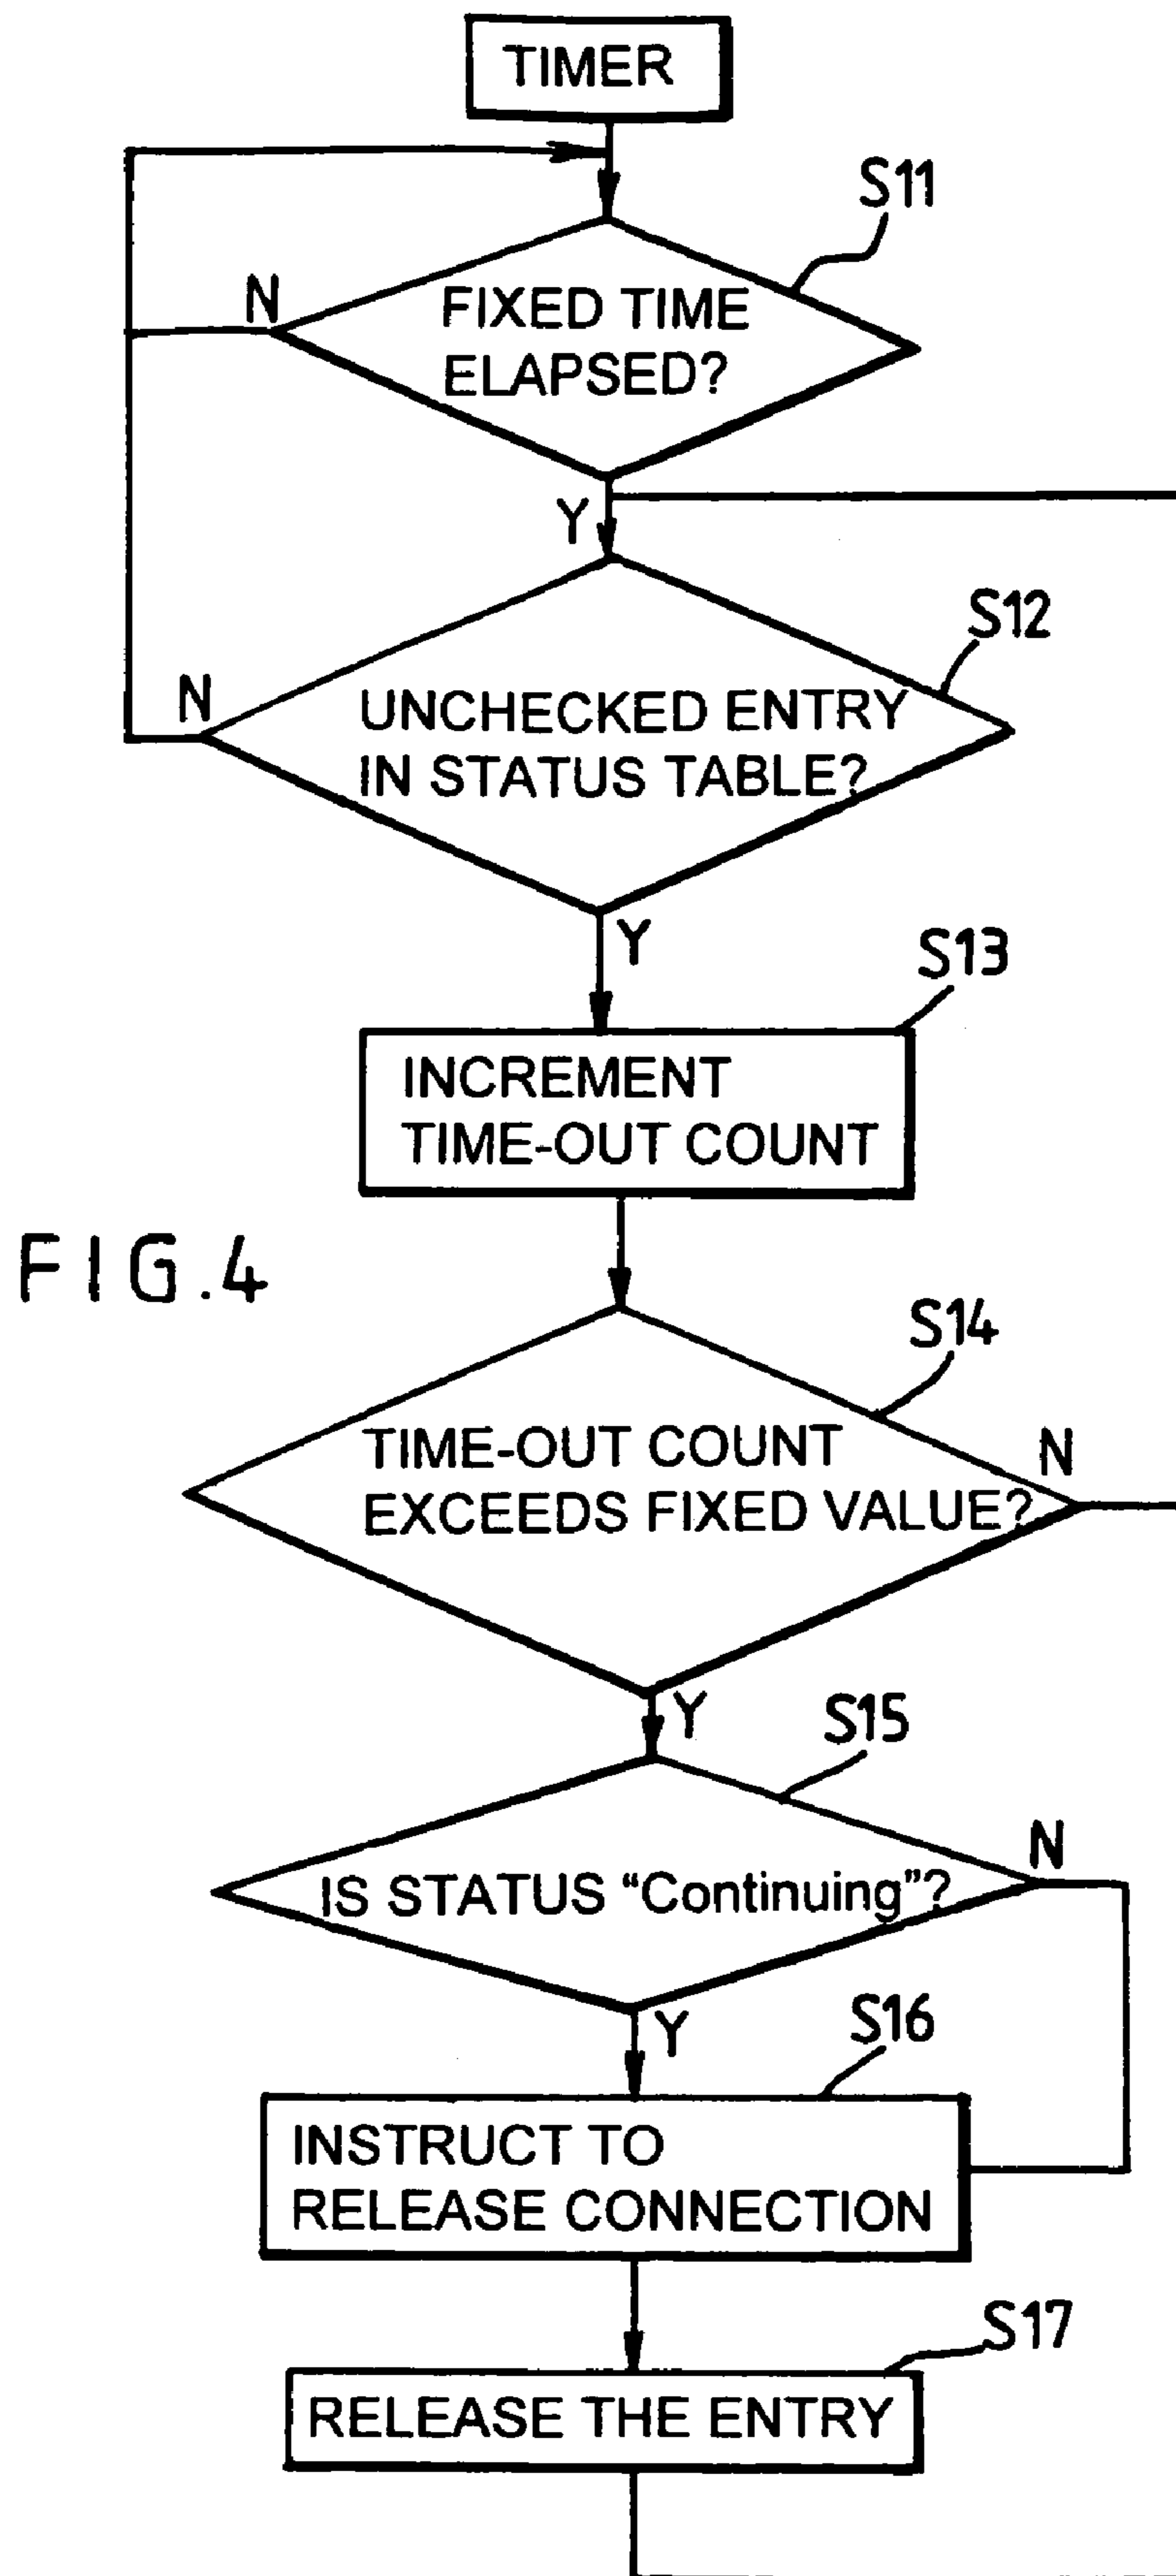 TIMER
S11
N
FIXED TIME
ELAPSED?
Y
S12
N
UNCHECKED ENTRY
IN STATUS TABLE?
Y
S13
INCREMENT
TIME-OUT COUNT
FIG.4
S14
TIME-OUT COUNT
N
EXCEEDS FIXED VALUE?
Y
S15
N
IS STATUS “Continuing”?
Y
S16
INSTRUCT TO
RELEASE CONNECTION
S17
RELEASE THE ENTRY